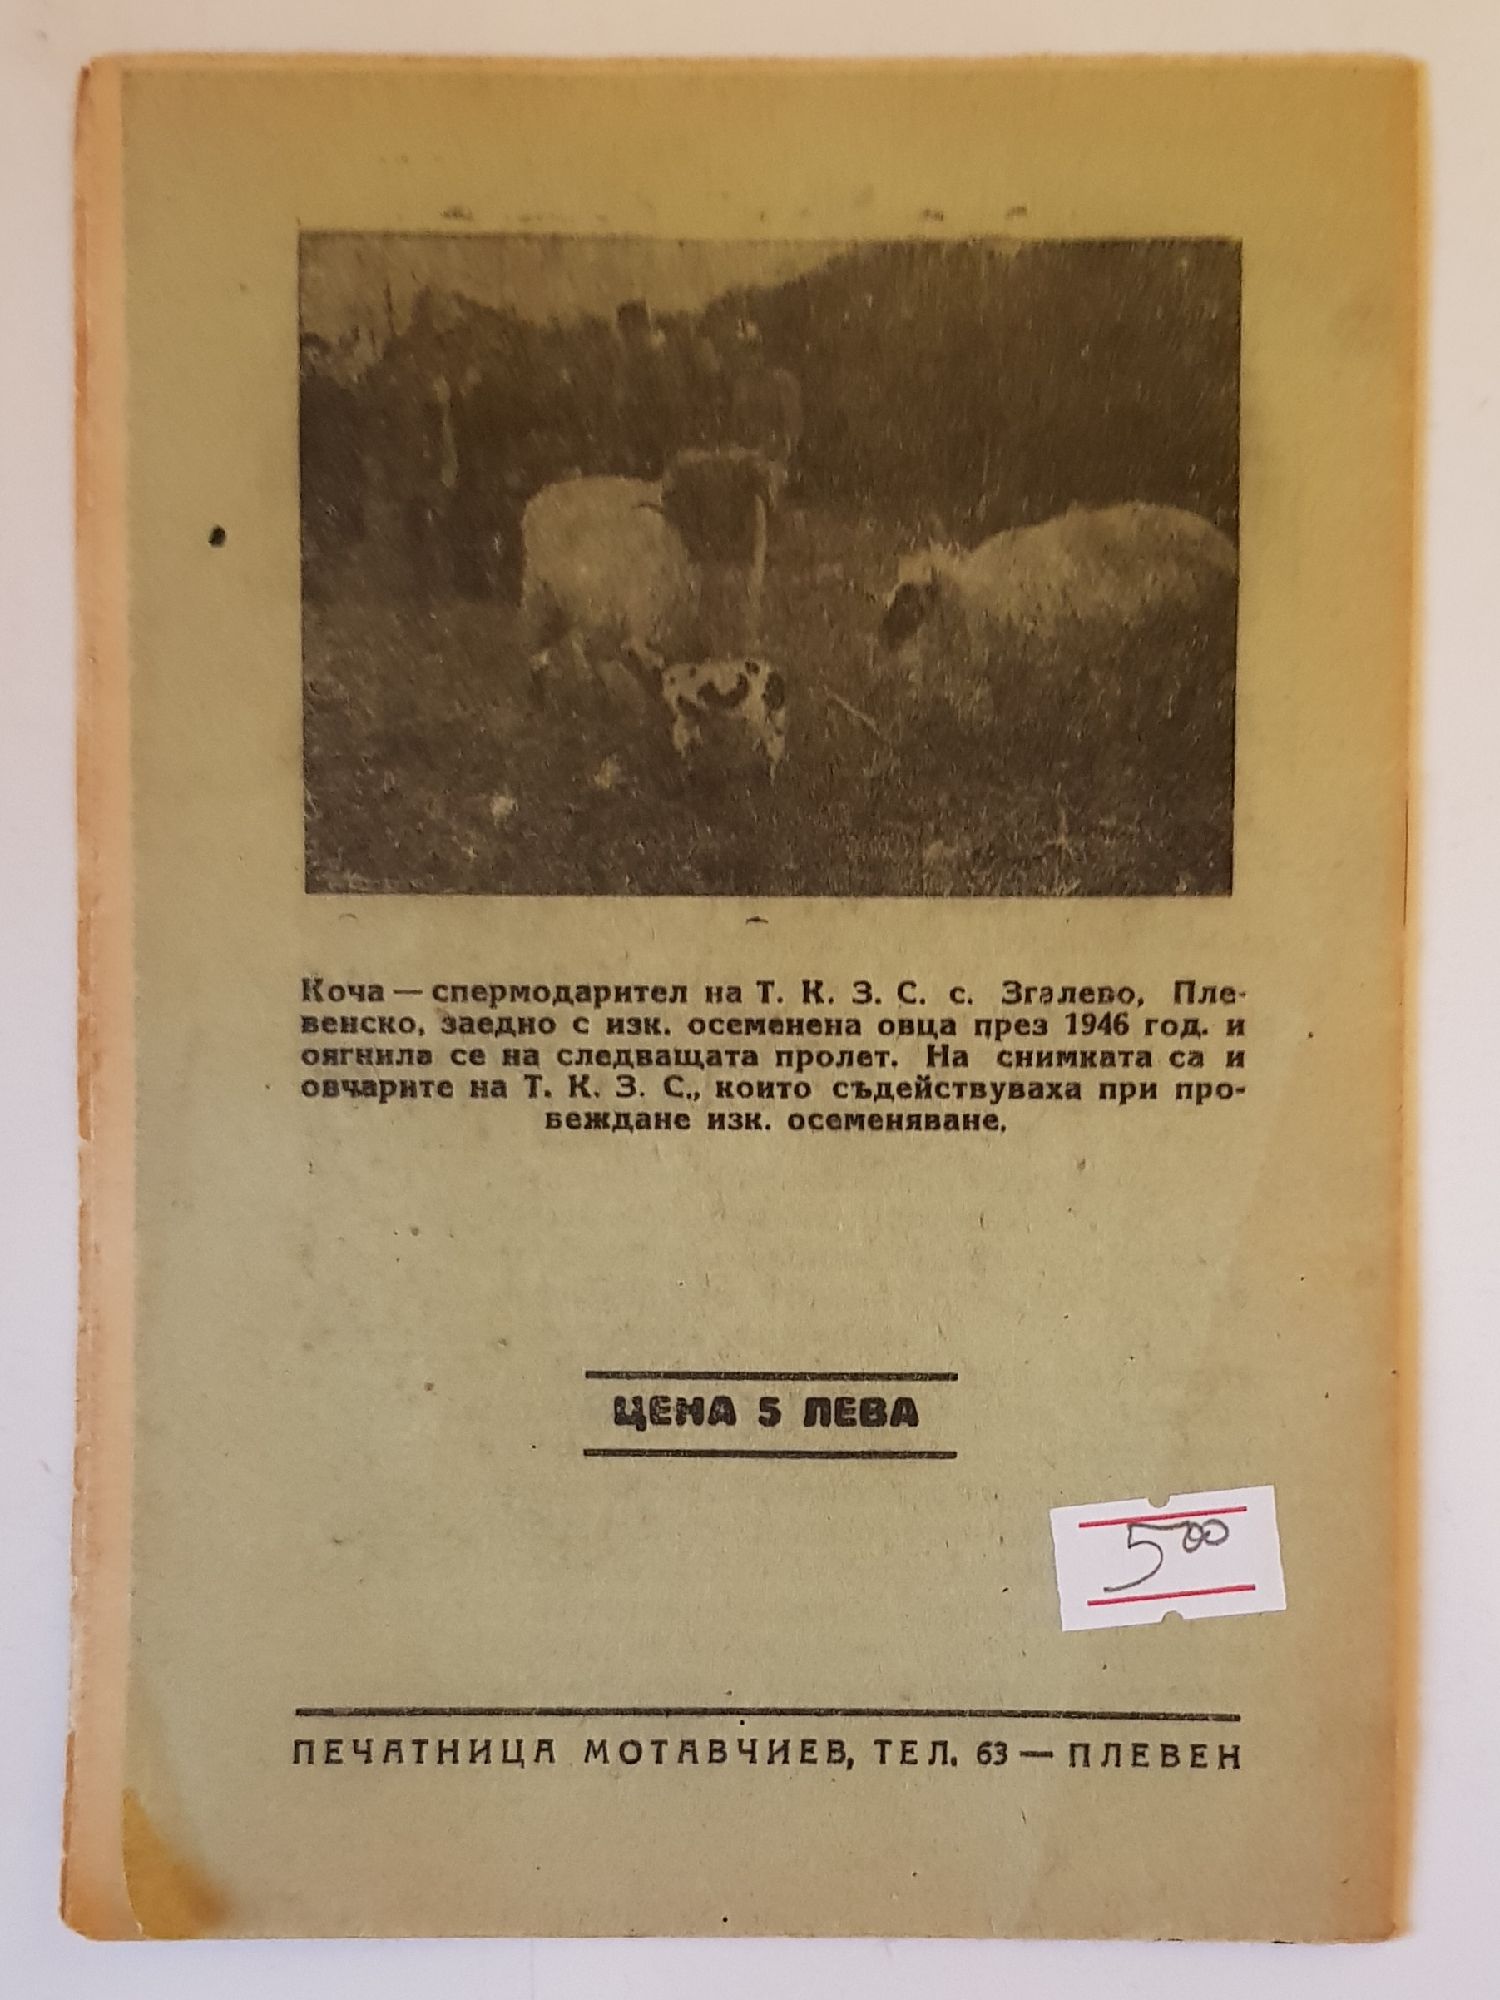 Коча — спермодарител на Т. К. З. С. с. Згалево, Пле-
венско, заедно с изк. осеменена овца през 1946 год. и
оягнила се на следващата пролет. На снимката са и
овчарите на Т. К. З. С., които съдействуваха при про-
веждане изк. осеменяване.
ЦЕНА 5 ЛЕВА
5 00
ПЕЧАТНИЦА МОТАВЧИЕВ, ТЕЛ. 63 — ПЛЕВЕН